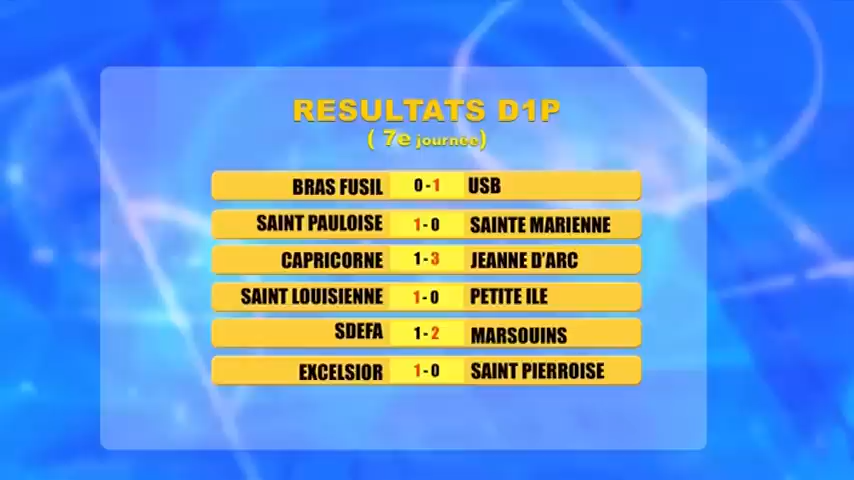 RESULTATS D1P
( 7e journée)
BRAS FUSIL 0-1 USB
SAINT PAULOISE 1-0 SAINTE MARIENNE
CAPRICORNE 1-3 JEANNE D'ARC
SAINT LOUISIENNE 1-0 PETITE ILE
SDEFA 1-2 MARSOUINS
EXCELSIOR 1-0 SAINT PIERROISE